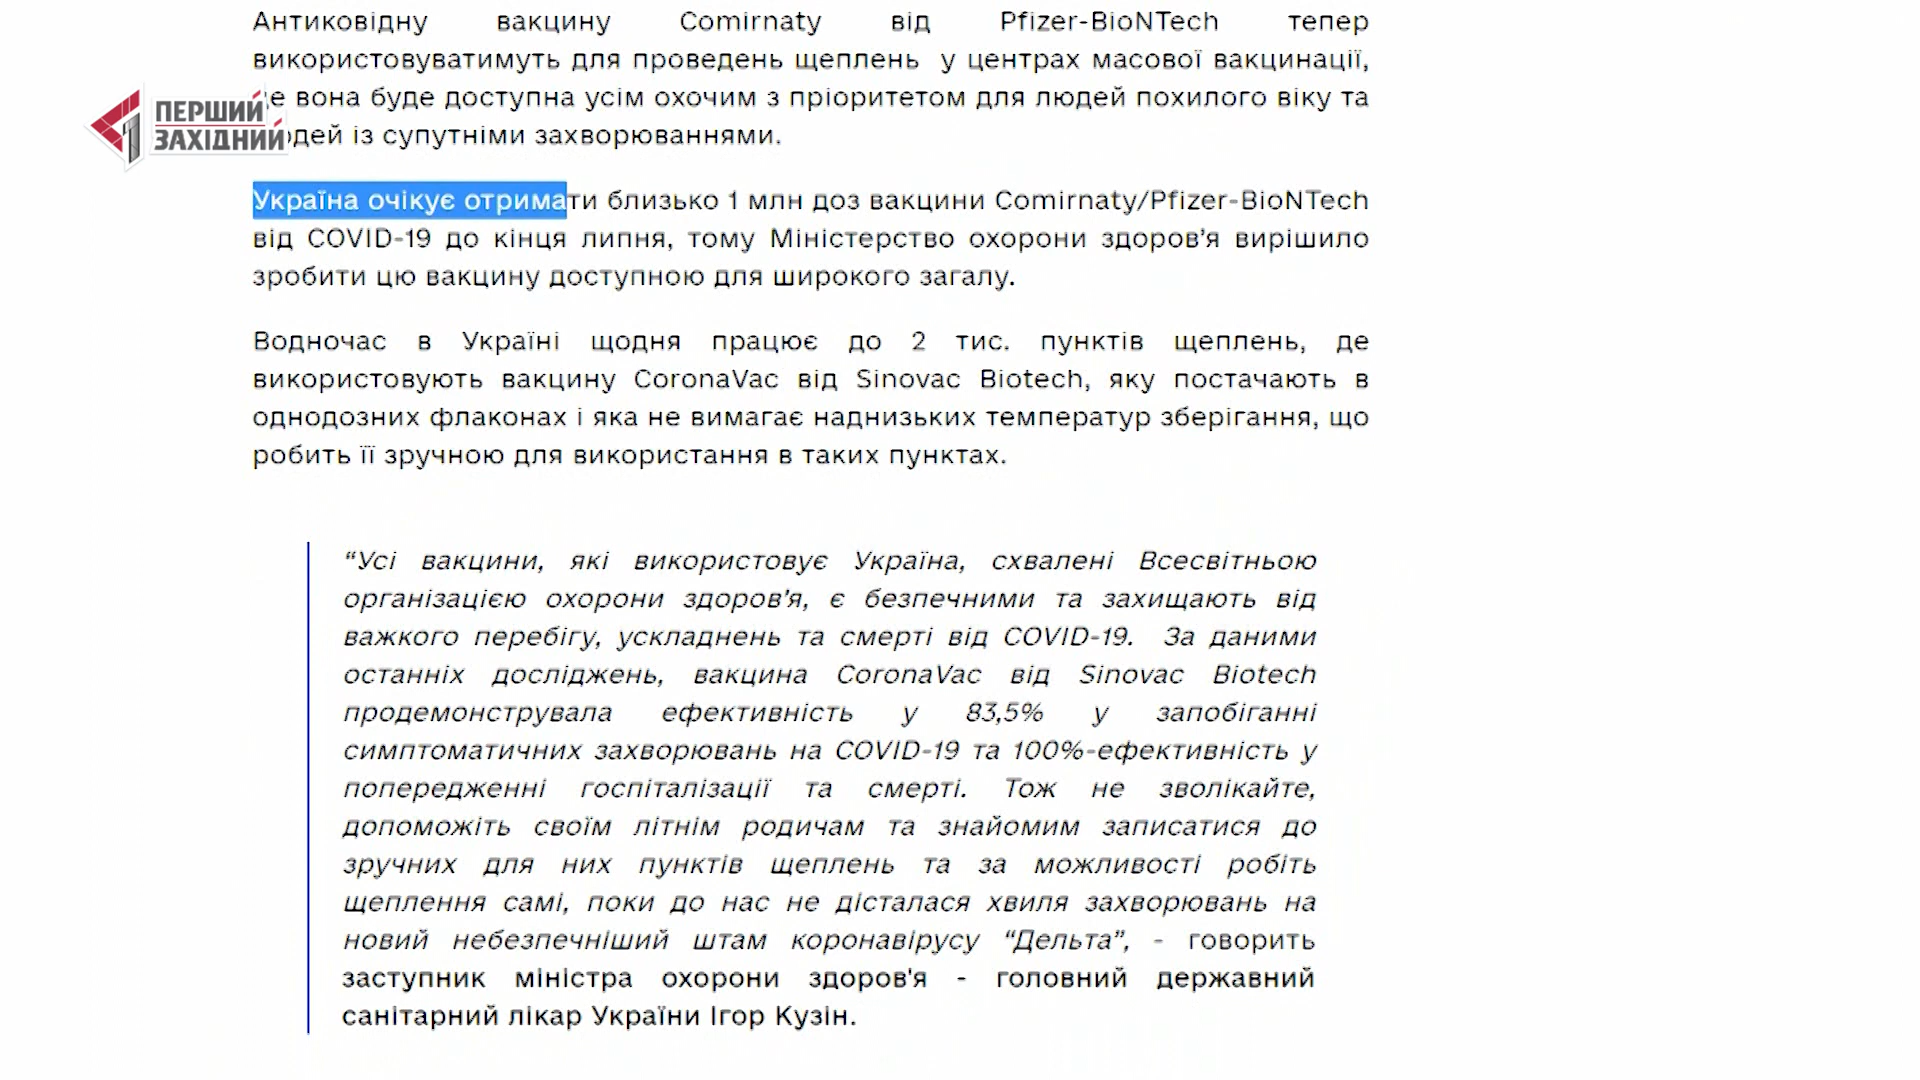 Антиковідну вакцину Comirnaty від Pfizer-BioNTech тепер
використовуватимуть для проведень щеплень у центрах масової вакцинації,
вона буде доступна усім охочим з пріоритетом для людей похилого віку та
із супутніми захворюваннями.
ПЕРШИЙ
ЗАХІДНИЙ
Україна очікує отримати близько 1 млн доз вакцини Comirnaty/Pfizer-BioNTech
від COVID-19 до кінця липня, тому Міністерство охорони здоров’я вирішило
зробити цю вакцину доступною для широкого загалу.
Водночас в Україні щодня працює до 2 тис. пунктів щеплень, де
використовують вакцину CoronaVac від Sinovac Biotech, яку постачають в
однодозних флаконах і яка не вимагає наднизьких температур зберігання, що
робить її зручною для використання в таких пунктах.
“Усі вакцини, які використовує Україна, схвалені Всесвітньою
організацією охорони здоров’я, є безпечними та захищають від
важкого перебігу, ускладнень та смерті від COVID-19. За даними
останніх досліджень, вакцина CoronaVac від Sinovac Biotech
продемонструвала ефективність у 83,5% у запобіганні
симптоматичних захворювань на COVID-19 та 100%-ефективність у
попередженні госпіталізації та смерті. Тож не зволікайте,
допоможіть своїм літнім родичам та знайомим записатися до
зручних для них пунктів щеплень та за можливості робіть
щеплення самі, поки до нас не дісталася хвиля захворювань на
новий небезпечніший штам коронавірусу “Дельта”, - говорить
заступник міністра охорони здоров'я - головний державний
санітарний лікар України Ігор Кузін.